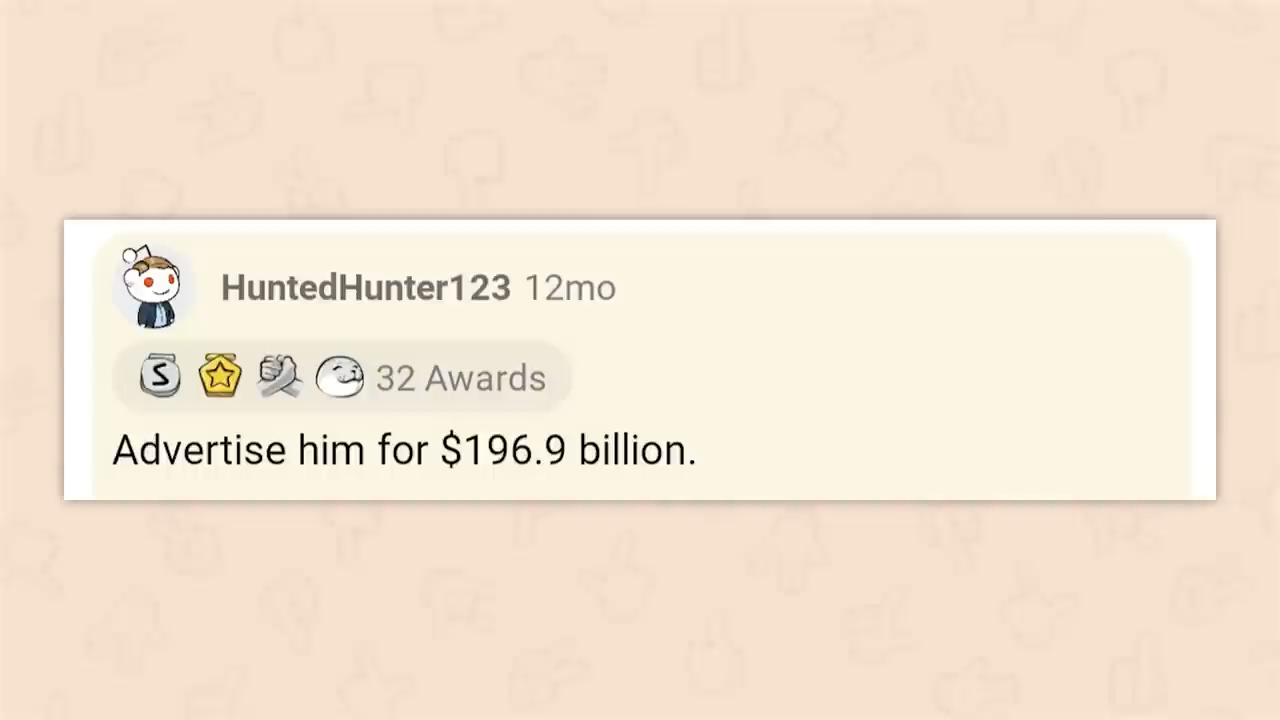 HuntedHunter123 12mo
S 32 Awards
Advertise him for $196.9 billion.